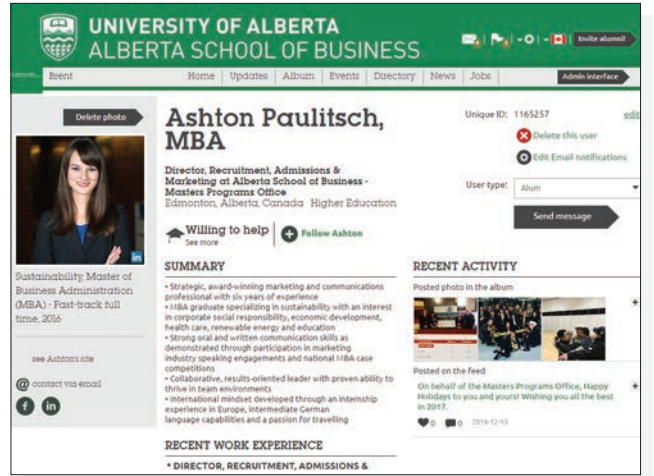 UNIVERSITY OF ALBERTA
ALBERTA SCHOOL OF BUSINESS
Invite alumni!
Brent
Home | Updates | Album | Events | Directory | News | Jobs
Admin interface
Delete photo
in
Sustainability, Master of
Business Administration
(MBA) - Fast-track full
time, 2016
see Ashton's site
@ contact via email
f in
Ashton Paulitsch,
MBA
Director, Recruitment, Admissions &
Marketing at Alberta School of Business -
Masters Programs Office
Edmonton, Alberta, Canada Higher Education
Willing to help
See more
Follow Ashton
Unique ID: 1165257 edit
Delete this user
Edit Email notifications
User type: Alum
Send message
SUMMARY
• Strategic, award-winning marketing and communications
professional with six years of experience
• MBA graduate specializing in sustainability with an interest
in corporate social responsibility, economic development,
health care, renewable energy and education
• Strong oral and written communication skills as
demonstrated through participation in marketing
industry speaking engagements and national MBA case
competitions
• Collaborative, results-oriented leader with proven ability to
thrive in team environments
• International mindset developed through an internship
experience in Europe, intermediate German
language capabilities and a passion for travelling
RECENT WORK EXPERIENCE
• DIRECTOR, RECRUITMENT, ADMISSIONS &
RECENT ACTIVITY
Posted photo in the album
Posted on the feed
On behalf of the Masters Programs Office, Happy
Holidays to you and yours! Wishing you all the best
in 2017.
0 0 2016-12-15